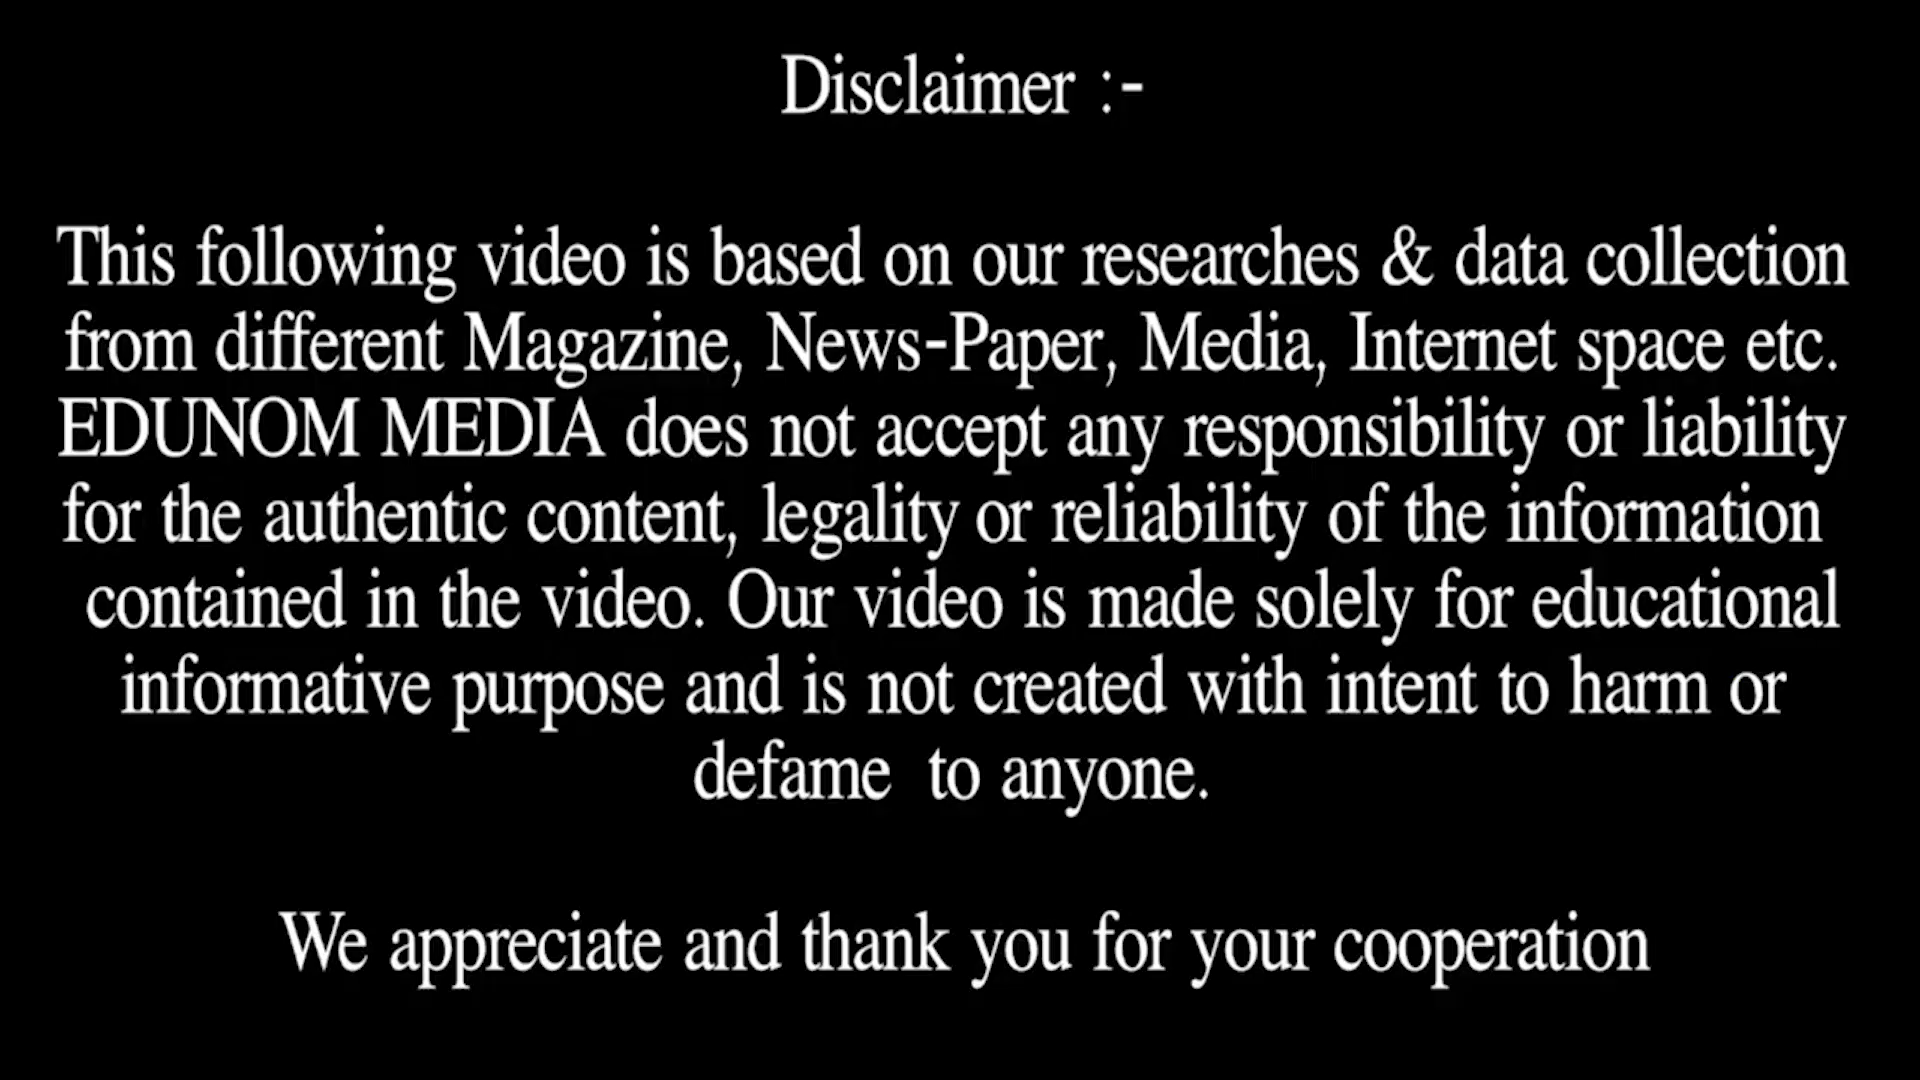 Disclaimer :-
This following video is based on our researches & data collection
from different Magazine, News-Paper, Media, Internet space etc.
EDUNOM MEDIA does not accept any responsibility or liability
for the authentic content, legality or reliability of the information
contained in the video. Our video is made solely for educational
informative purpose and is not created with intent to harm or
defame to anyone.
We appreciate and thank you for your cooperation